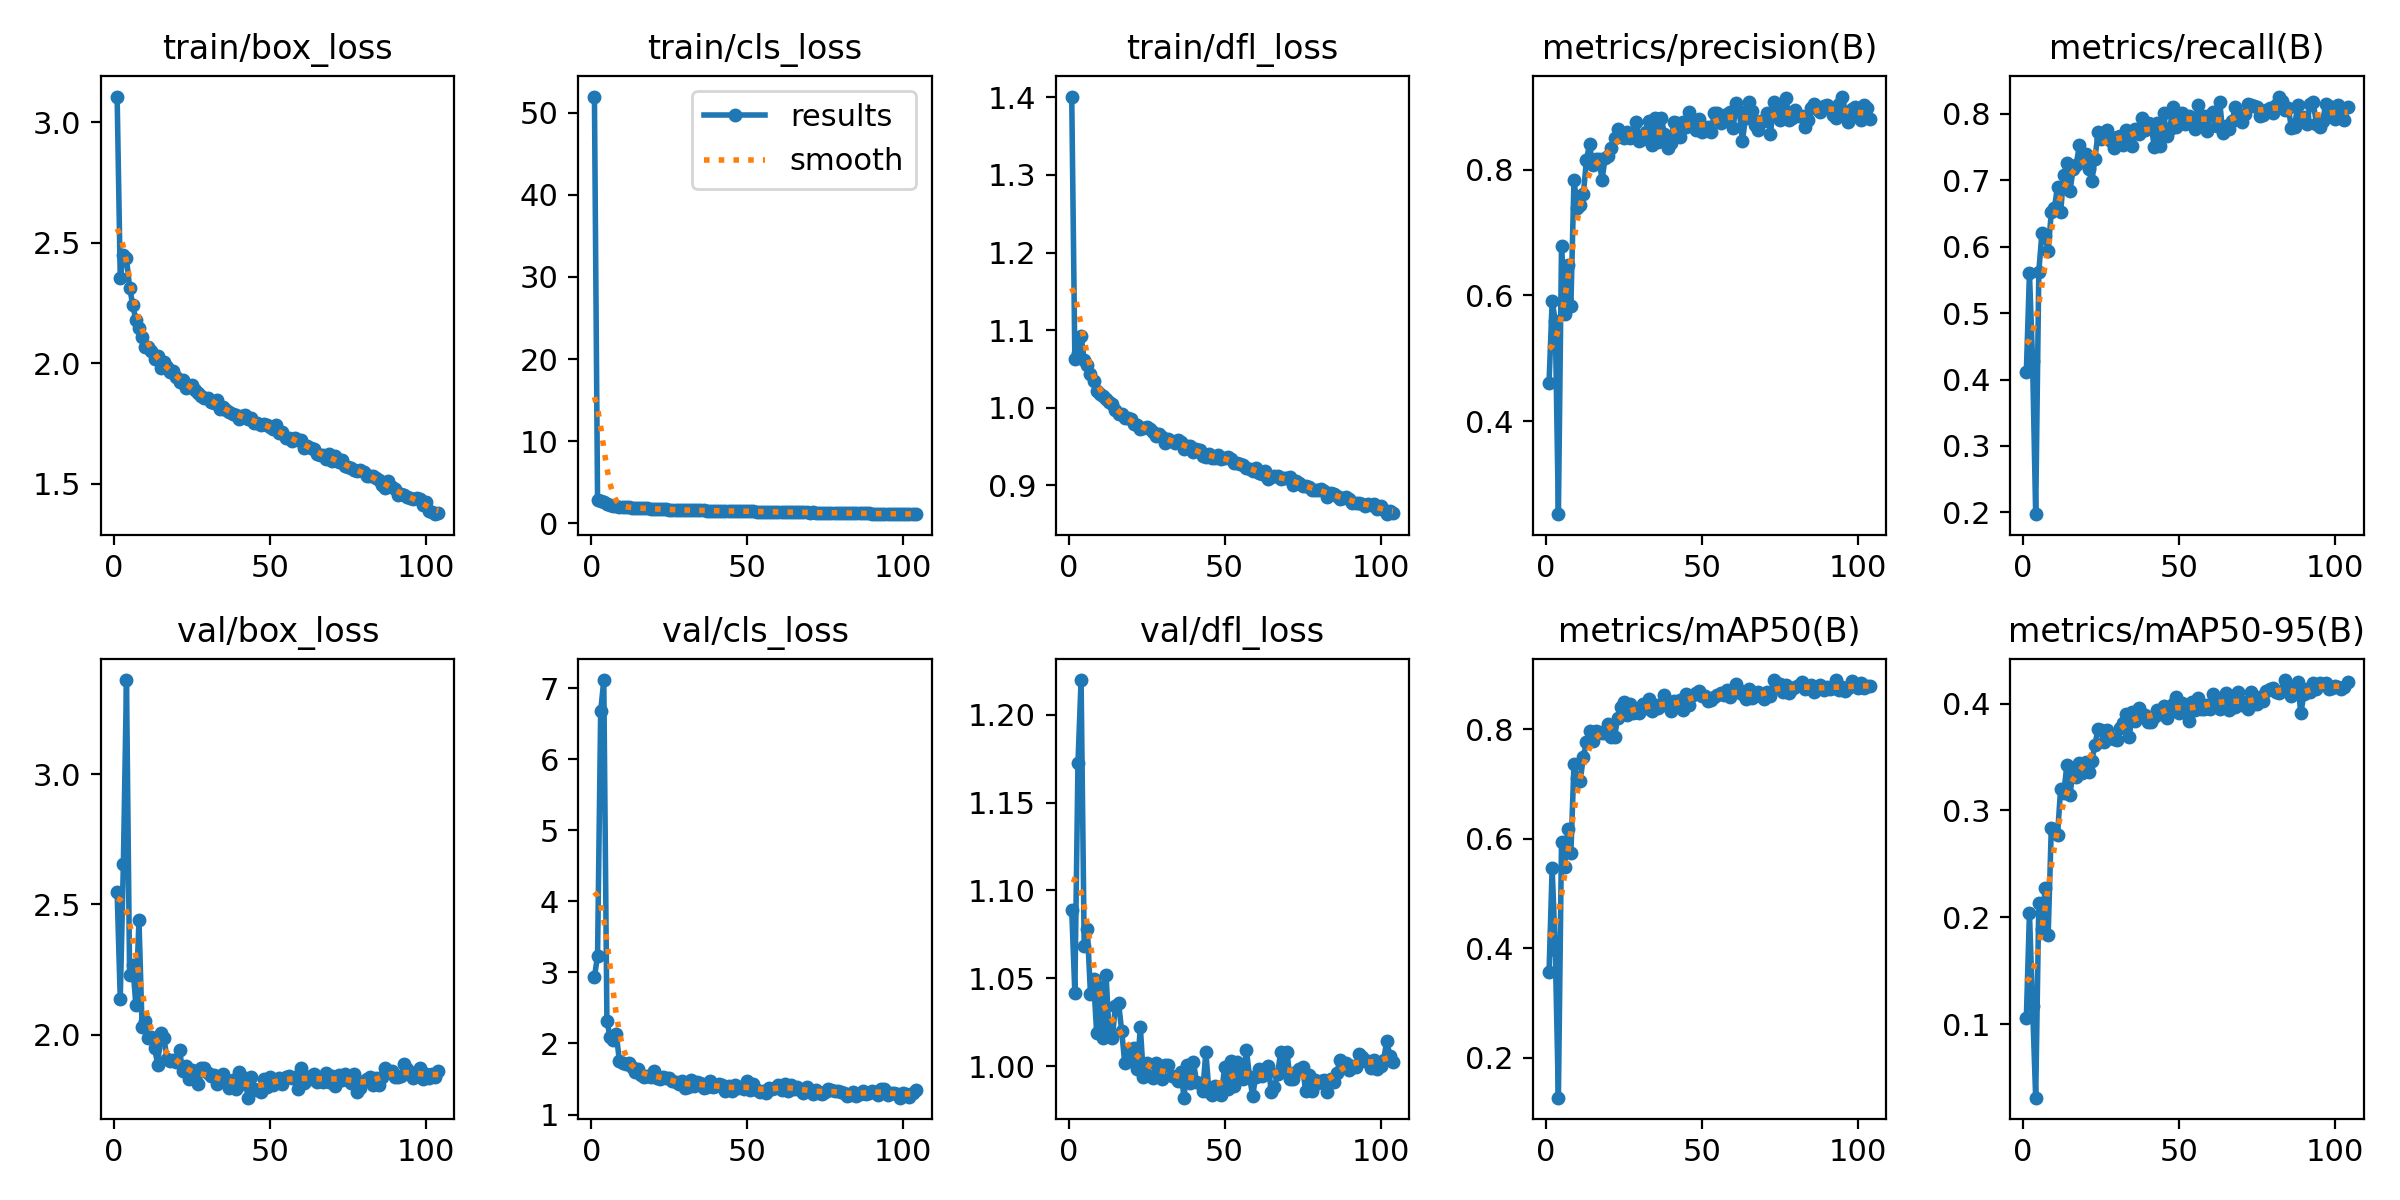 train/box_loss
3.0
2.5
2.0
1.5
0 50 100
train/cls_loss
results
smooth
50
40
30
20
10
0
0 50 100
train/dfl_loss
1.4
1.3
1.2
1.1
1.0
0.9
0 50 100
metrics/precision(B)
0.8
0.6
0.4
0 50 100
metrics/recall(B)
0.8
0.7
0.6
0.5
0.4
0.3
0.2
0 50 100
val/box_loss
3.0
2.5
2.0
0 50 100
val/cls_loss
7
6
5
4
3
2
1
0 50 100
val/dfl_loss
1.20
1.15
1.10
1.05
1.00
0 50 100
metrics/mAP50(B)
0.8
0.6
0.4
0.2
0 50 100
metrics/mAP50-95(B)
0.4
0.3
0.2
0.1
0 50 100